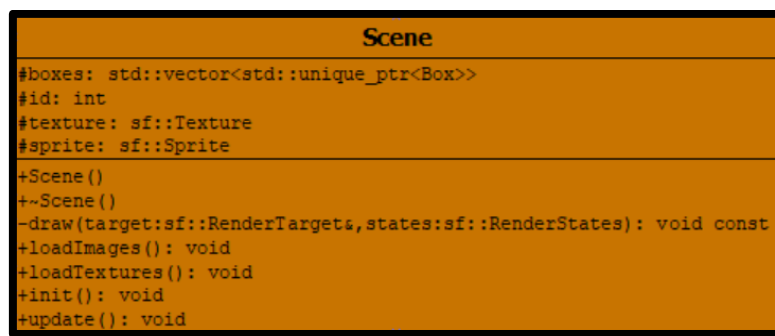 Scene
#boxes: std::vector<std::unique_ptr<Box>>
#id: int
#texture: sf::Texture
#sprite: sf::Sprite
+Scene()
+~Scene()
-draw(target:sf::RenderTarget&,states:sf::RenderStates): void const
+loadImages(): void
+loadTextures(): void
+init(): void
+update(): void